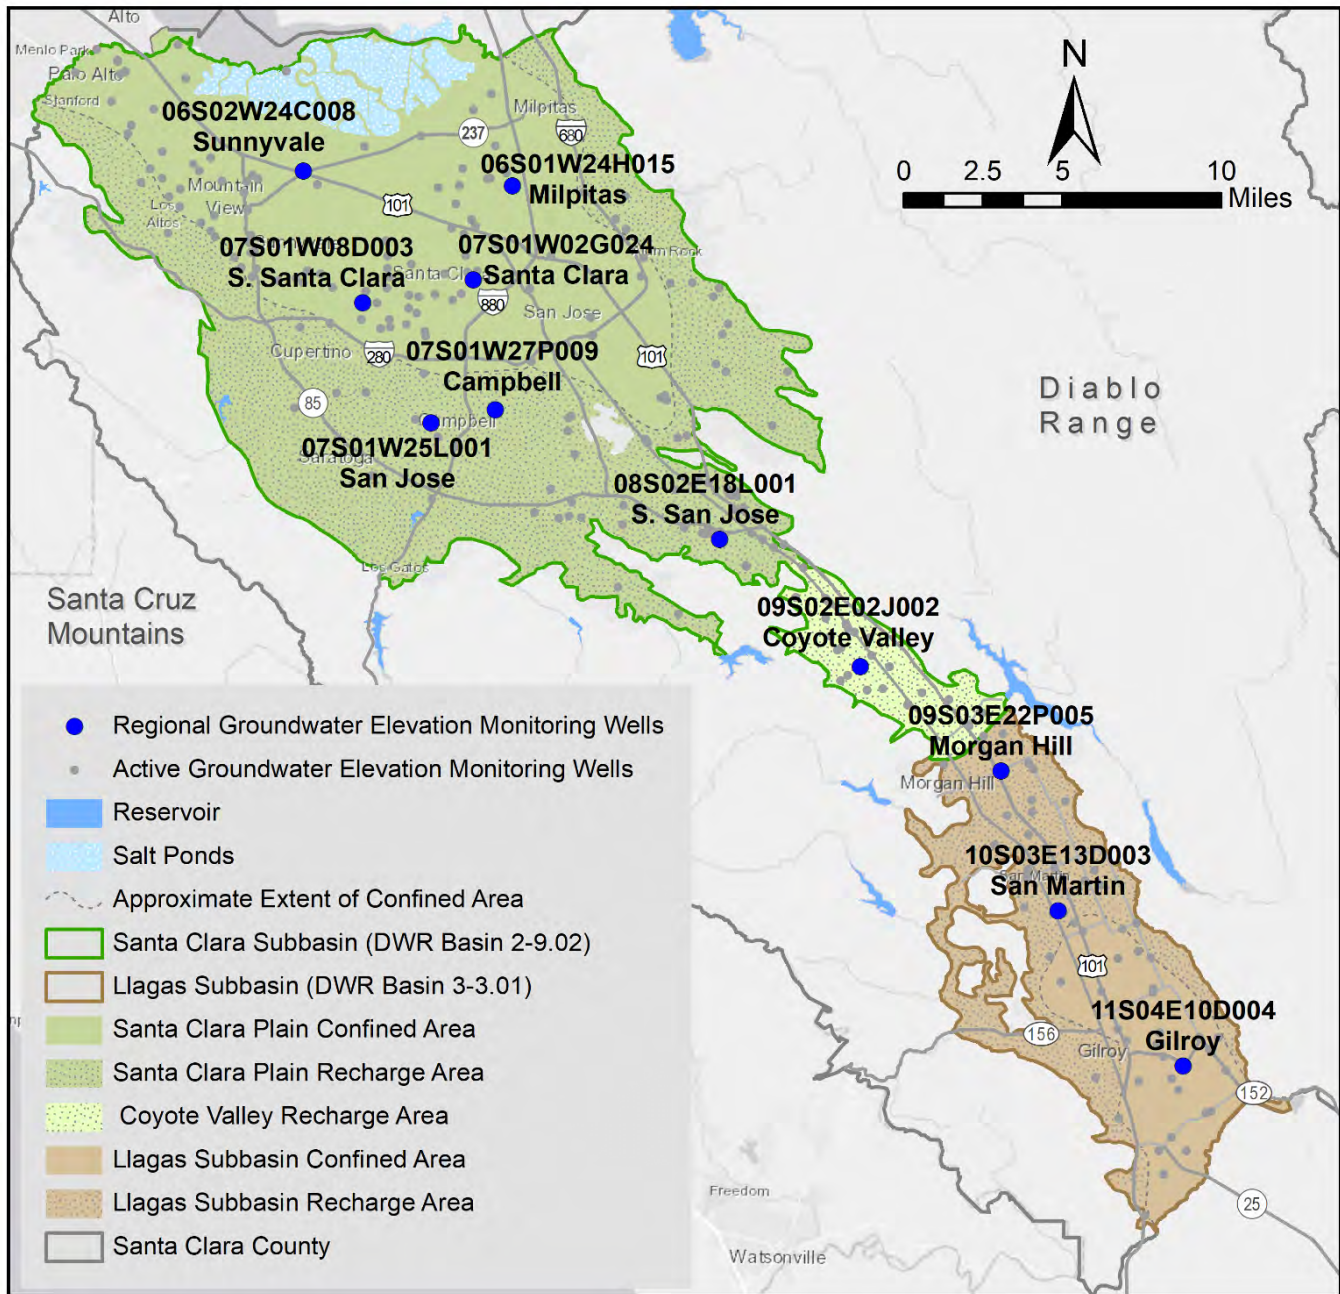 Alto
Menlo Park
Palo Alto
Stanford
06S02W24C008
Sunnyvale
237
Milpitas
680
06S01W24H015
Milpitas
Mountain
View
Los
Altos
101
07S01W08D003
S. Santa Clara
07S01W02G024
Santa Clara
880
San Jose
Cupertino
280
101
07S01W27P009
Campbell
85
Campbell
07S01W25L001
Saratoga
San Jose
08S02E18L001
S. San Jose
Los Gatos
09S02E02J002
Coyote Valley
09S03E22P005
Morgan Hill
Morgan Hill
10S03E13D003
San Martin
San Martin
101
11S04E10D004
Gilroy
156
Gilroy
152
25
Freedom
Watsonville
N
0 2.5 5 10
Miles
Diablo
Range
Santa Cruz
Mountains
Regional Groundwater Elevation Monitoring Wells
Active Groundwater Elevation Monitoring Wells
Reservoir
Salt Ponds
Approximate Extent of Confined Area
Santa Clara Subbasin (DWR Basin 2-9.02)
Llagas Subbasin (DWR Basin 3-3.01)
Santa Clara Plain Confined Area
Santa Clara Plain Recharge Area
Coyote Valley Recharge Area
Llagas Subbasin Confined Area
Llagas Subbasin Recharge Area
Santa Clara County